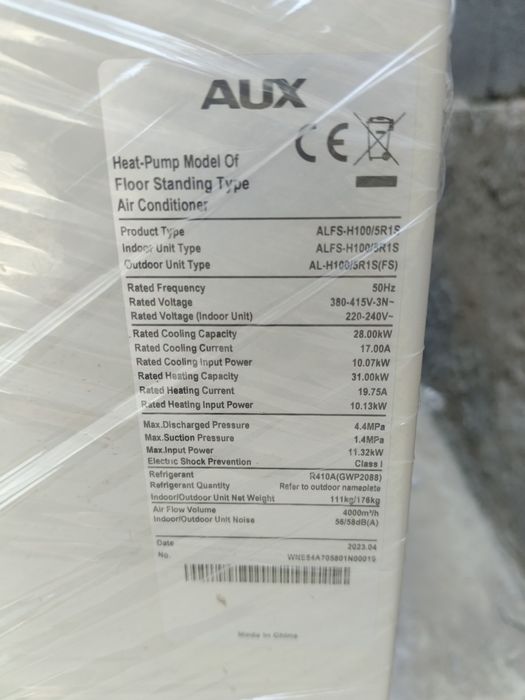 AUX
CE
Heat-Pump Model Of
Floor Standing Type
Air Conditioner
Product Type ALFS-H100/5R1S
Indoor Unit Type ALFS-H100/5R1S
Outdoor Unit Type AL-H100/5R1S(FS)
Rated Frequency 50Hz
Rated Voltage 380-415V-3N~
Rated Voltage (Indoor Unit) 220-240V~
Rated Cooling Capacity 28.00kW
Rated Cooling Current 17.00A
Rated Cooling Input Power 10.07kW
Rated Heating Capacity 31.00kW
Rated Heating Current 19.75A
Rated Heating Input Power 10.13kW
Max.Discharged Pressure 4.4MPa
Max.Suction Pressure 1.4MPa
Max.Input Power 11.32kW
Electric Shock Prevention Class I
Refrigerant R410A(GWP2088)
Refrigerant Quantity Refer to outdoor nameplate
Indoor/Outdoor Unit Net Weight 111kg/176kg
Air Flow Volume 4000m³/h
Indoor/Outdoor Unit Noise 56/58dB(A)
Date 2023.04
No.
Made in China